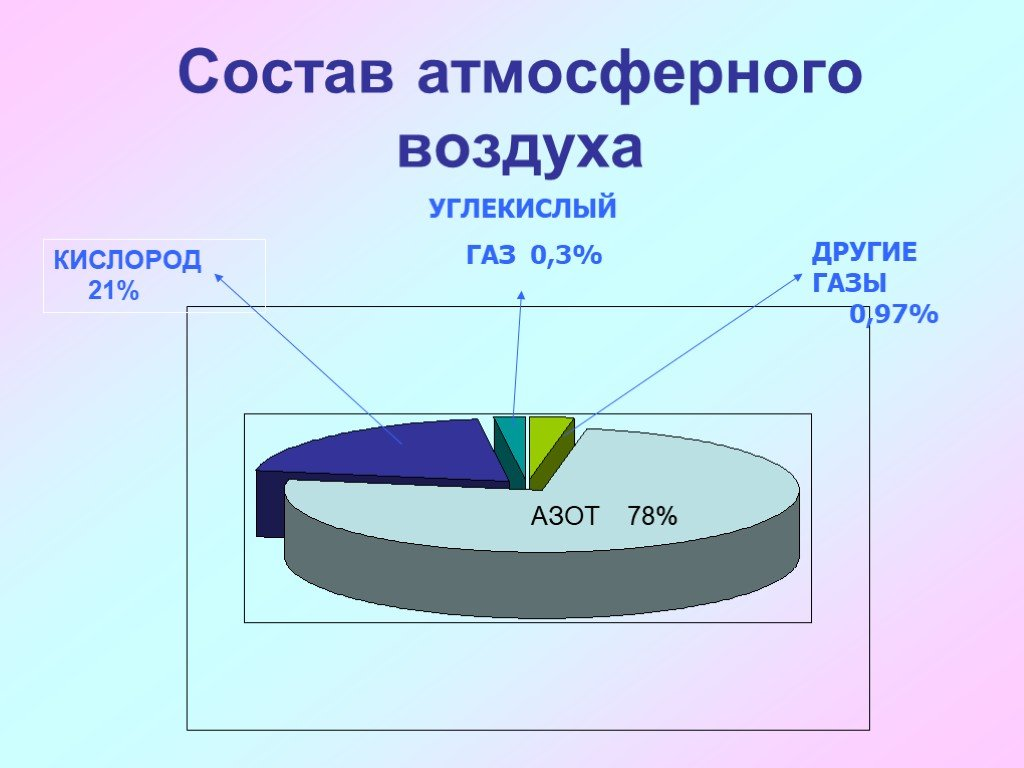 Состав атмосферного
воздуха
УГЛЕКИСЛЫЙ
ГАЗ 0,3%
КИСЛОРОД
21%
ДРУГИЕ
ГАЗЫ
0,97%
АЗОТ 78%